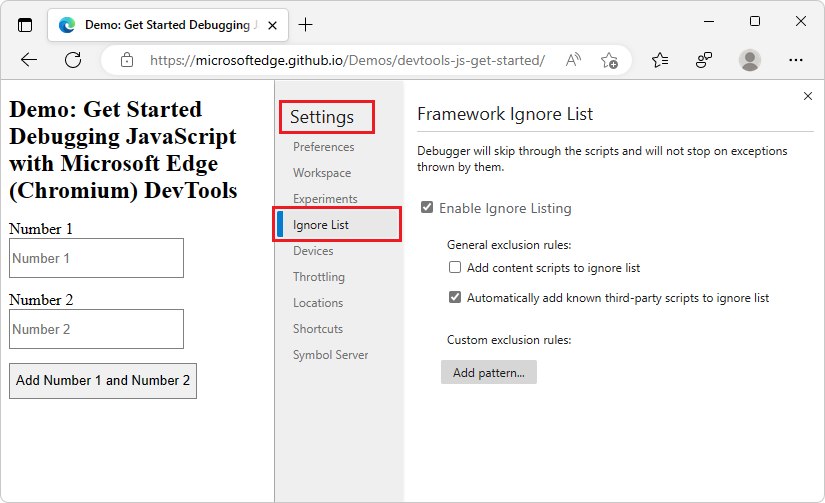 Demo: Get Started Debugging J
https://microsoftedge.github.io/Demos/devtools-js-get-started/
Demo: Get Started
Debugging JavaScript
with Microsoft Edge
(Chromium) DevTools
Number 1
Number 1
Number 2
Number 2
Add Number 1 and Number 2
Settings
Preferences
Workspace
Experiments
Ignore List
Devices
Throttling
Locations
Shortcuts
Symbol Server
Framework Ignore List
Debugger will skip through the scripts and will not stop on exceptions
thrown by them.
Enable Ignore Listing
General exclusion rules:
Add content scripts to ignore list
Automatically add known third-party scripts to ignore list
Custom exclusion rules:
Add pattern...